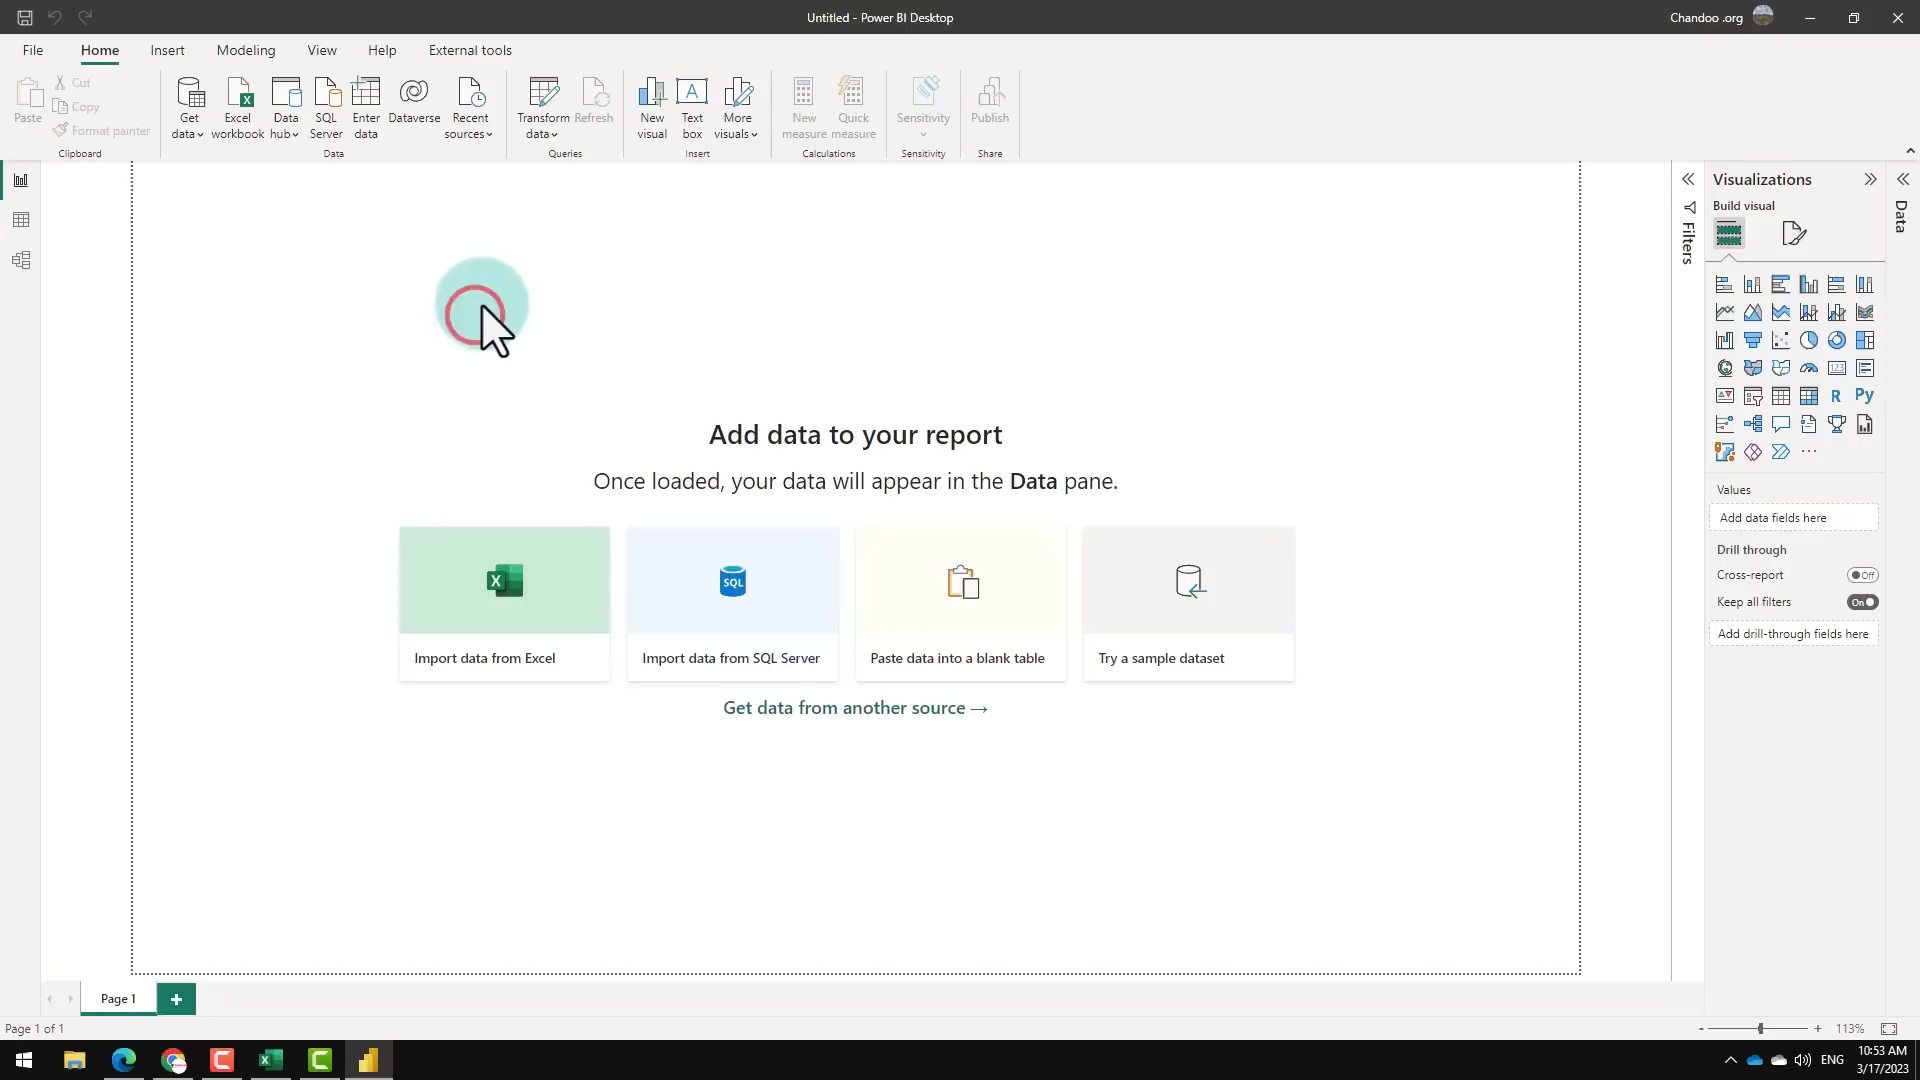 Untitled - Power BI Desktop
Chandoo .org
File Home Insert Modeling View Help External tools
Paste
Cut
Copy
Format painter
Clipboard
Get data
Excel workbook
Data hub
SQL Server
Enter data
Dataverse
Recent sources
Data
Transform data
Refresh
Queries
New visual
Text box
More visuals
Insert
New measure
Quick measure
Calculations
Sensitivity
Sensitivity
Publish
Share
Filters
Visualizations
Build visual
Data
123
R
Py
Values
Add data fields here
Drill through
Cross-report
Off
Keep all filters
On
Add drill-through fields here
Add data to your report
Once loaded, your data will appear in the Data pane.
SQL
Import data from Excel
Import data from SQL Server
Paste data into a blank table
Try a sample dataset
Get data from another source →
Page 1
Page 1 of 1
- + 113%
ENG
10:53 AM
3/17/2023